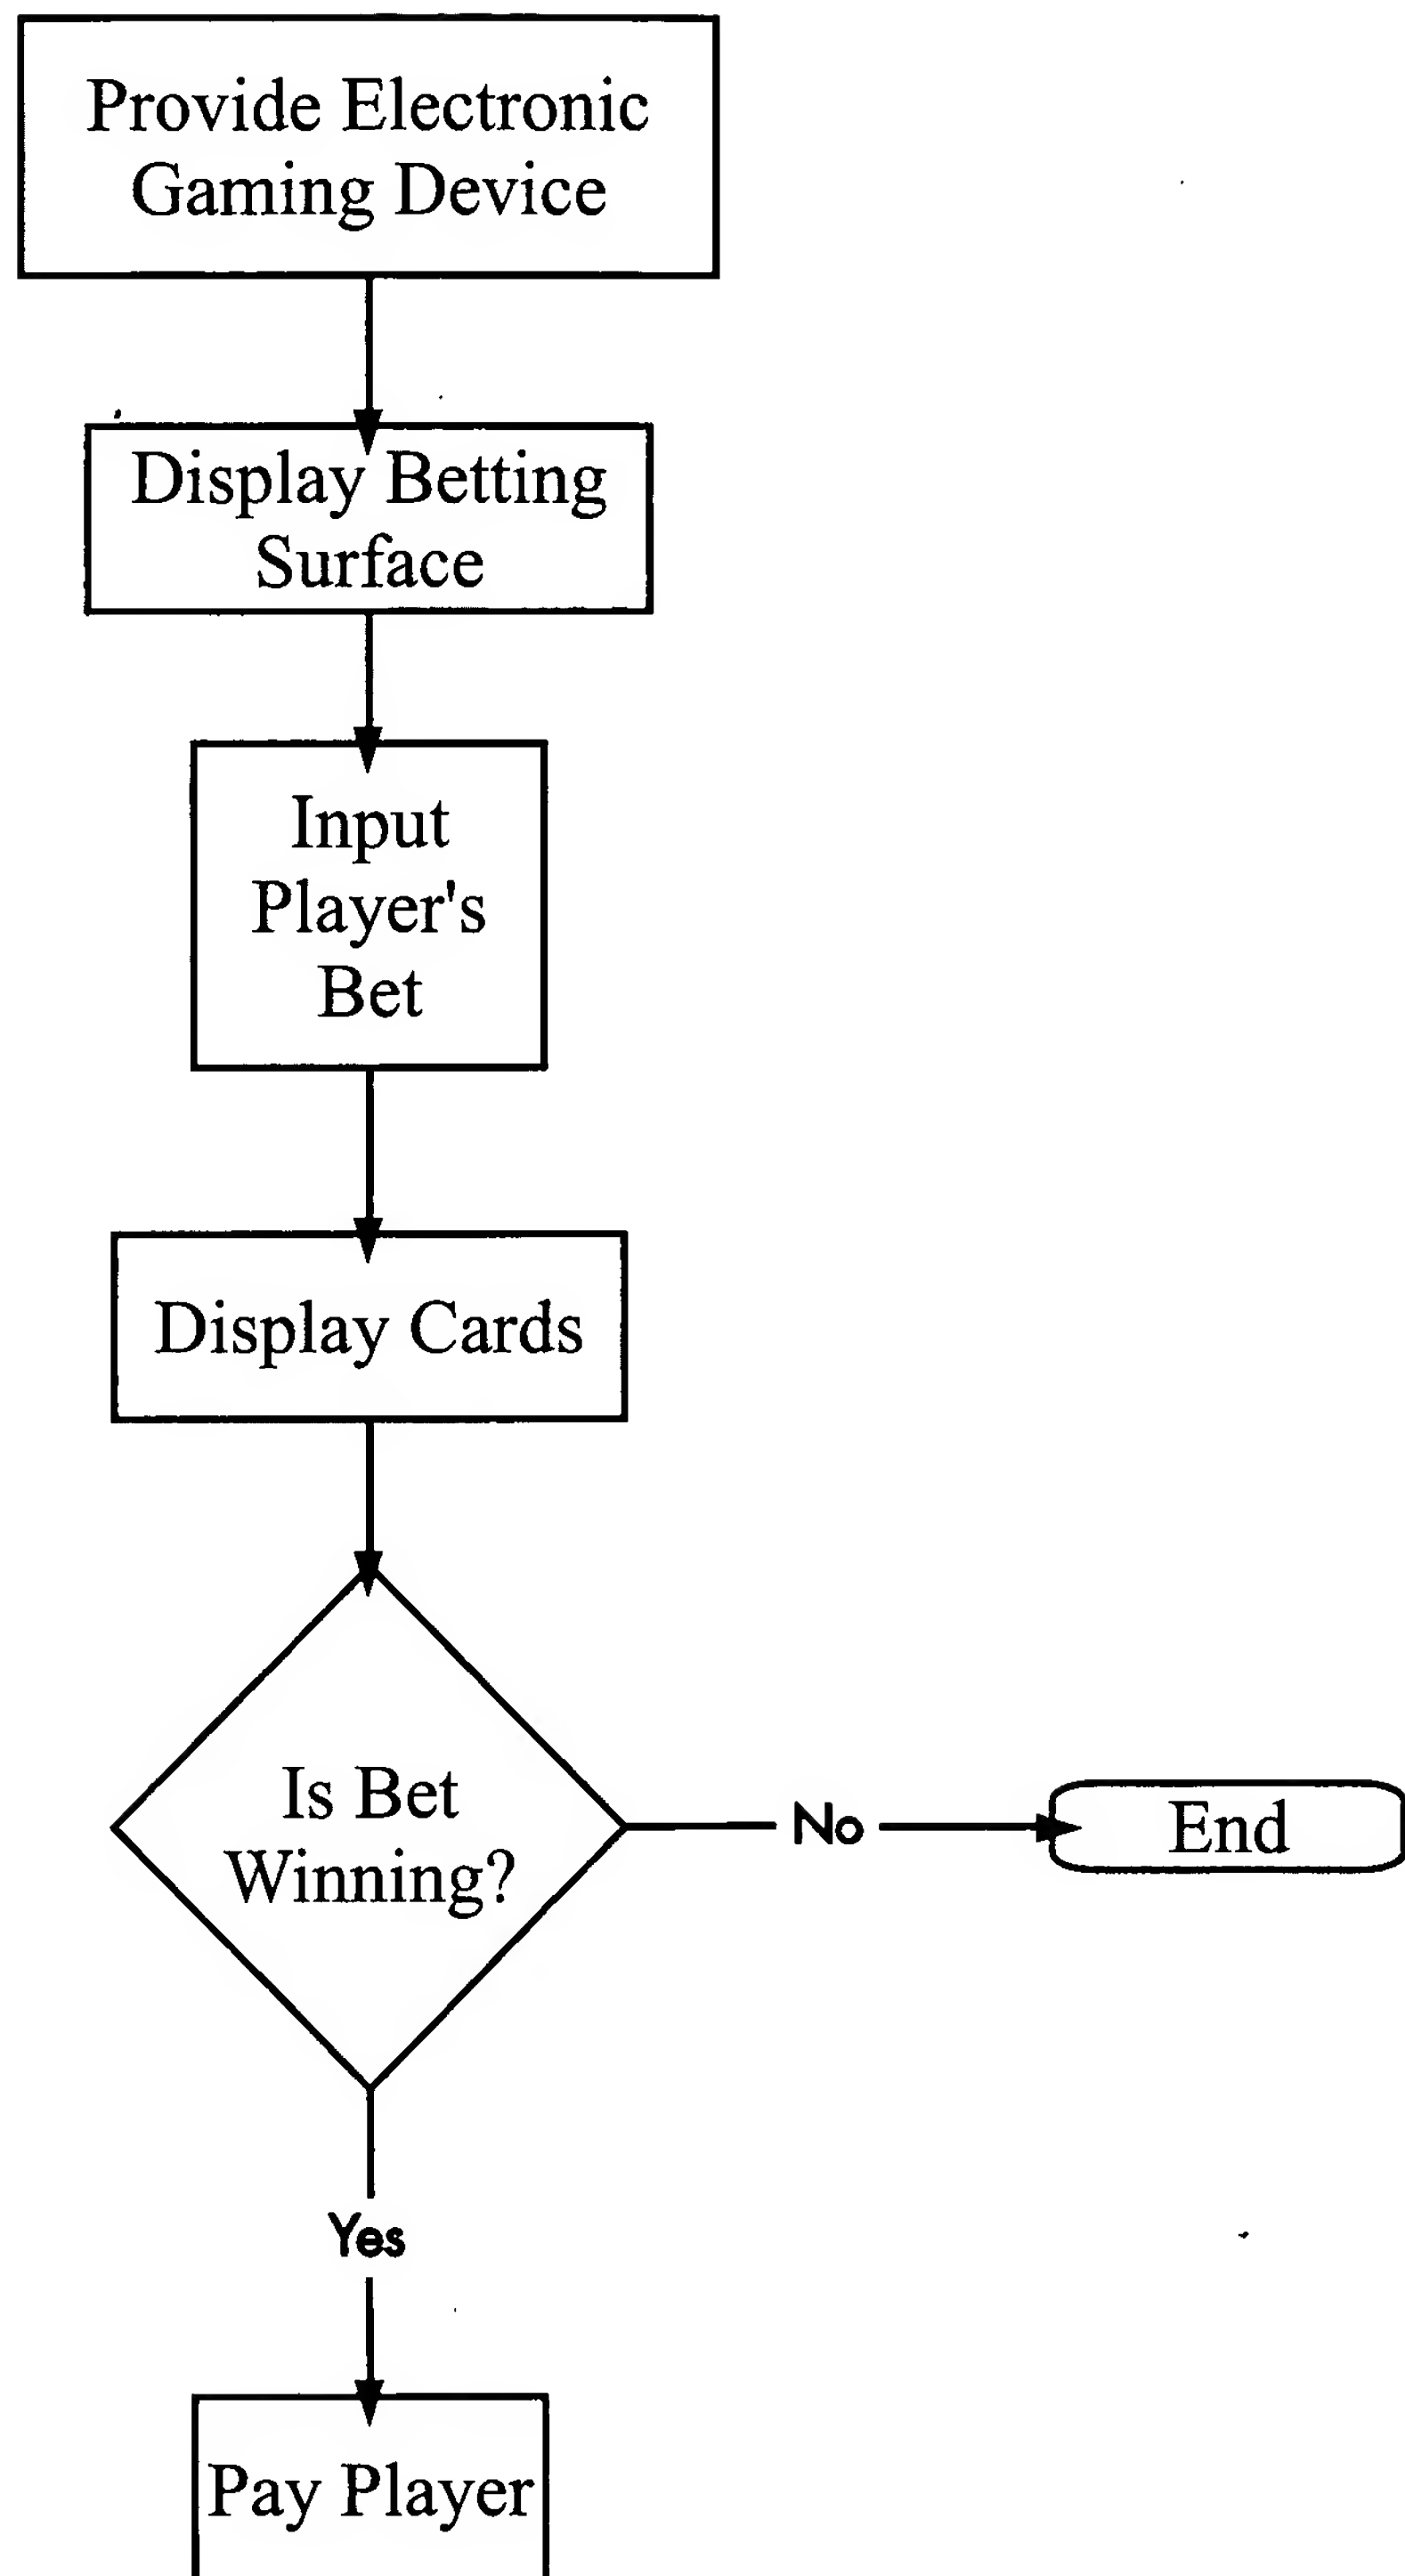 Provide Electronic
Gaming Device
Display Betting
Surface
Input
Player's
Bet
Display Cards
Is Bet
Winning?
No
End
Yes
Pay Player